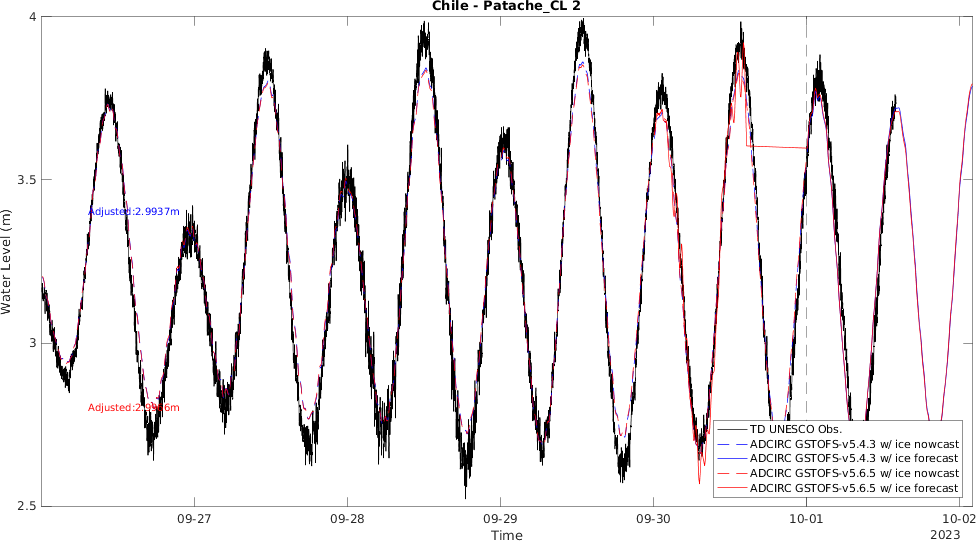 Chile - Patache_CL 2
Water Level (m)
4
3.5
3
2.5
Adjusted:2.9937m
09-27
09-28
09-29
09-30
10-01
10-02
Time
2023
TD UNESCO Obs.
ADCIRC GSTOFS-v5.4.3 w/ ice nowcast
ADCIRC GSTOFS-v5.4.3 w/ ice forecast
ADCIRC GSTOFS-v5.6.5 w/ ice nowcast
ADCIRC GSTOFS-v5.6.5 w/ ice forecast